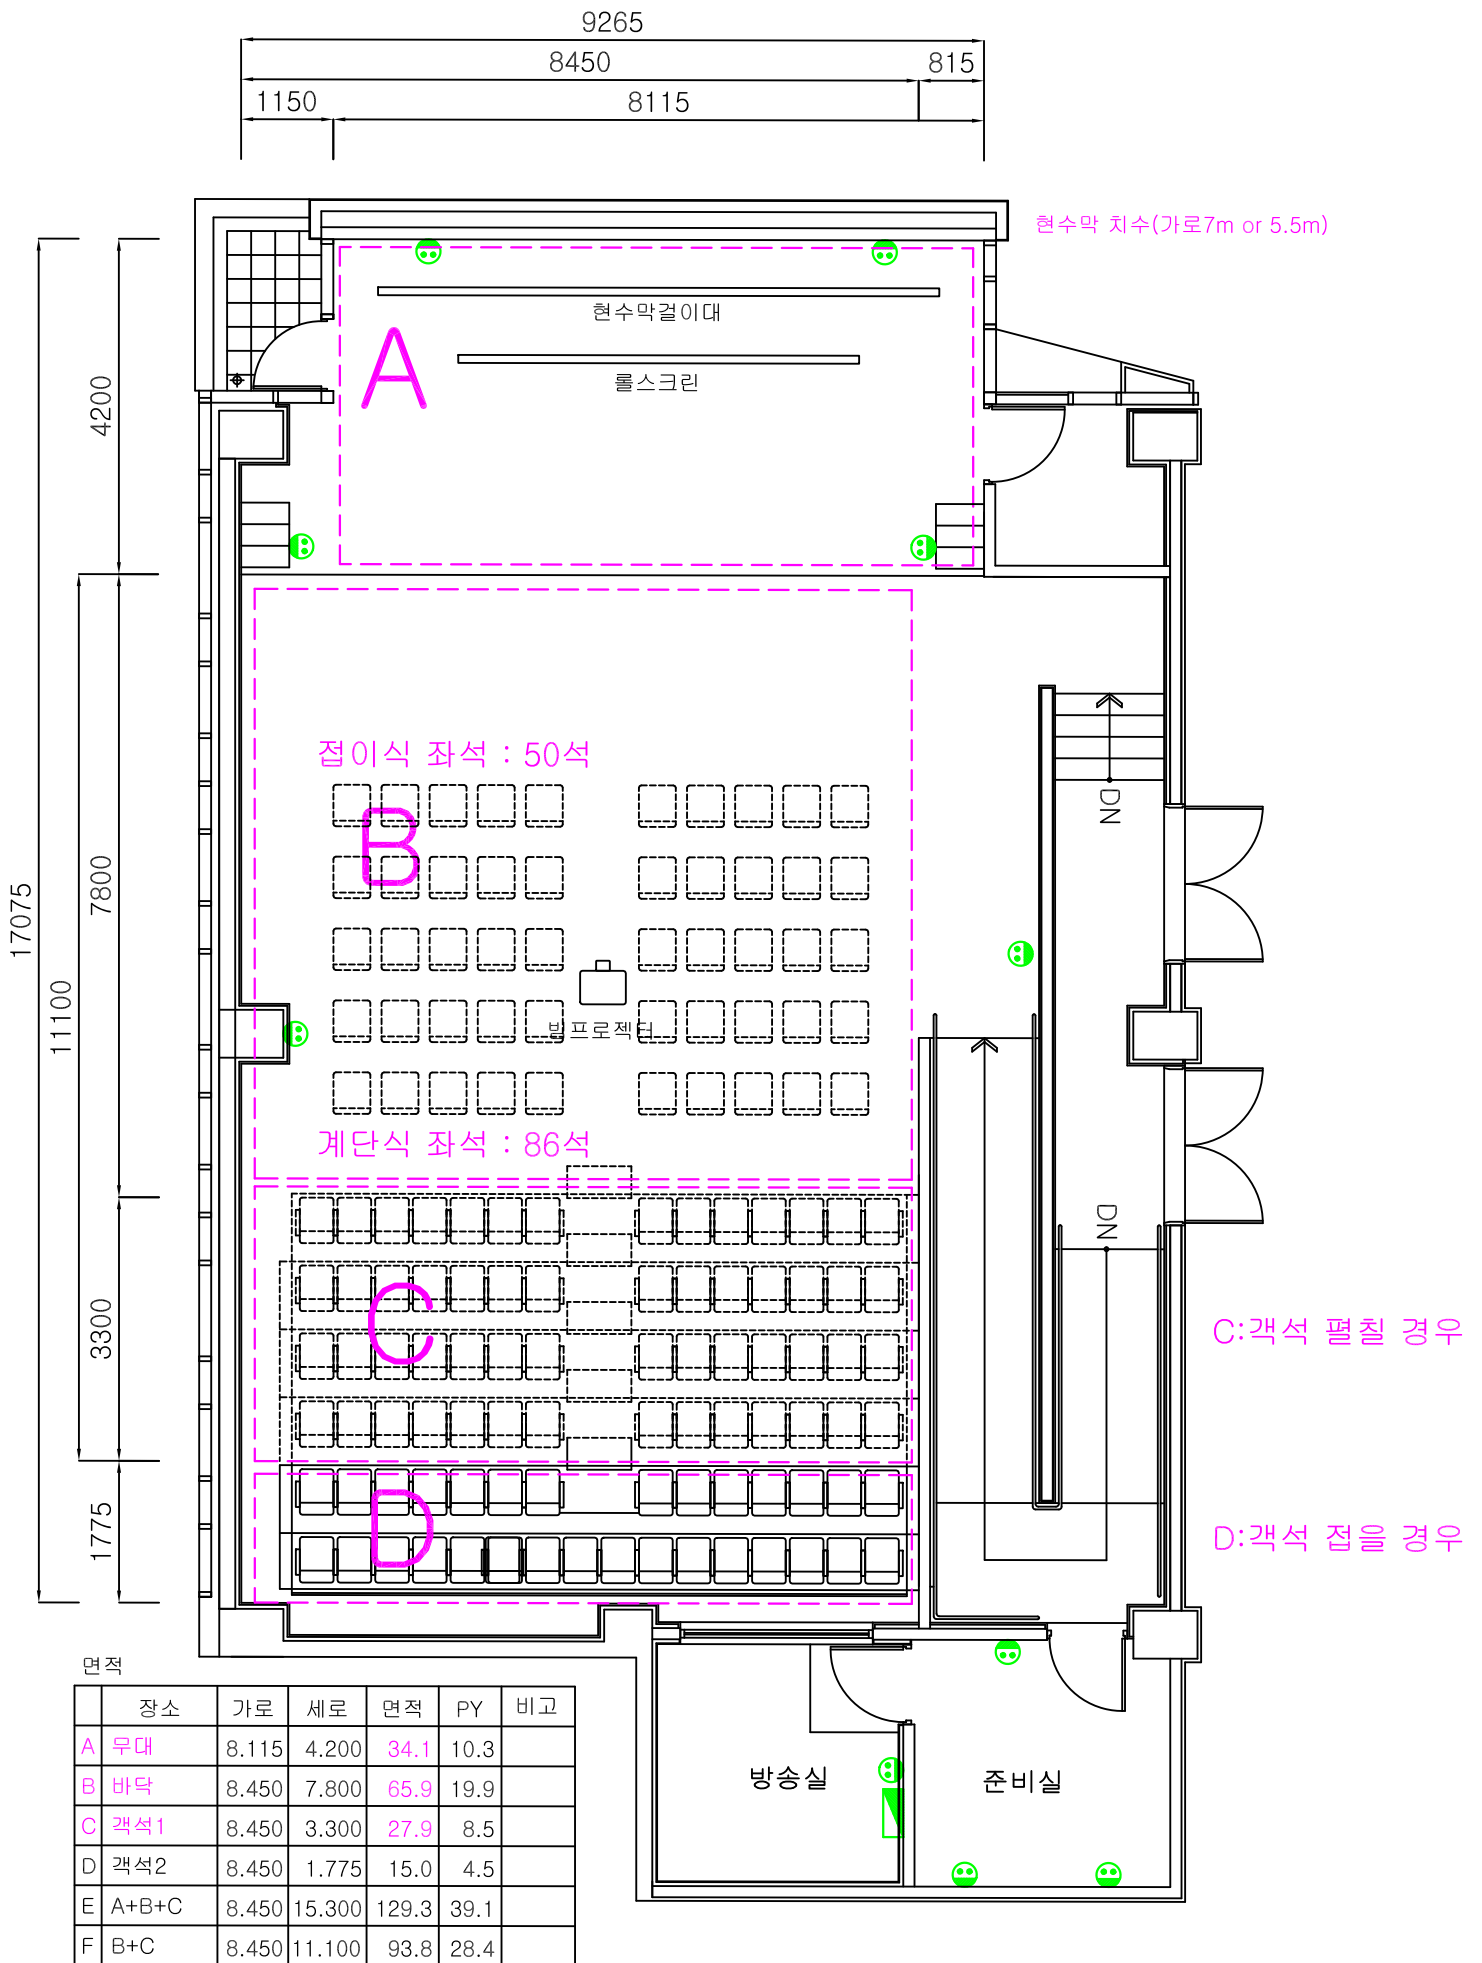 9265
8450 815
1150 8115
현수막 치수(가로7m or 5.5m)
현수막걸이대
A
롤스크린
4200
접이식 좌석 : 50석
DN
B
7800
17075
11100
빔프로젝터
계단식 좌석 : 86석
DN
C
3300
C:객석 펼칠 경우
D
1775
D:객석 접을 경우
면적
장소 가로 세로 면적 PY 비고
A 무대 8.115 4.200 34.1 10.3
B 바닥 8.450 7.800 65.9 19.9
C 객석1 8.450 3.300 27.9 8.5
D 객석2 8.450 1.775 15.0 4.5
E A+B+C 8.450 15.300 129.3 39.1
F B+C 8.450 11.100 93.8 28.4
방송실
준비실